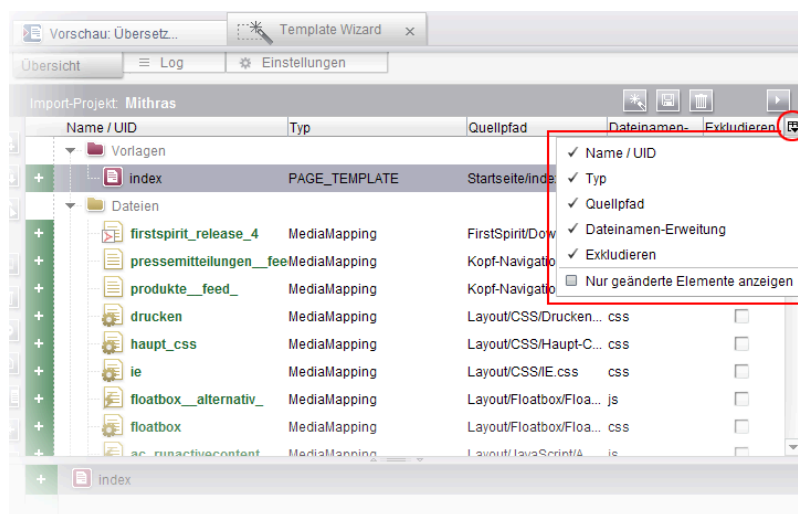 Vorschau: Übersetz... Template Wizard
Übersicht Log Einstellungen
Import-Projekt: Mithras
Name / UID Typ Quellpfad Dateinamen- Exkludieren
Vorlagen
index PAGE_TEMPLATE Startseite/inde
Dateien
firstspirit_release_4 MediaMapping FirstSpirit/Dow
pressemitteilungen__fee MediaMapping Kopf-Navigatio
produkte__feed_ MediaMapping Kopf-Navigatio
Name / UID
Typ
Quellpfad
Dateinamen-Erweitung
Exkludieren
Nur geänderte Elemente anzeigen
drucken MediaMapping Layout/CSS/Drucken... css
haupt_css MediaMapping Layout/CSS/Haupt-C... css
ie MediaMapping Layout/CSS/IE.css css
floatbox__alternativ_ MediaMapping Layout/Floatbox/Floa... js
floatbox MediaMapping Layout/Floatbox/Floa... css
ac_runactivecontent MediaMapping Layout/JavaScript/A... js
index